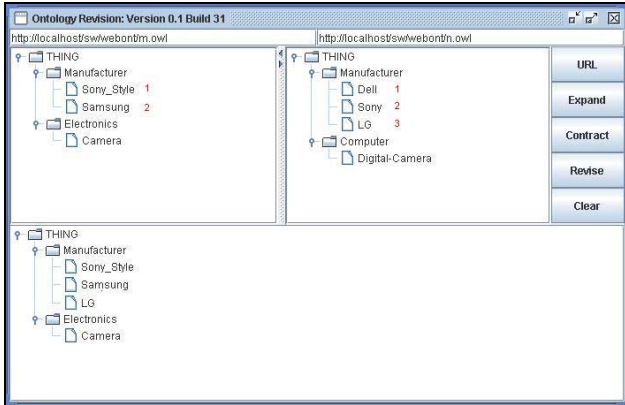 Ontology Revision: Version 0.1 Build 31
http://localhost/sw/webont/m.owl
http://localhost/sw/webont/n.owl
THING
Manufacturer
Sony_Style 1
Samsung 2
Electronics
Camera
THING
Manufacturer
Dell 1
Sony 2
LG 3
Computer
Digital-Camera
URL
Expand
Contract
Revise
Clear
THING
Manufacturer
Sony_Style
Samsung
LG
Electronics
Camera